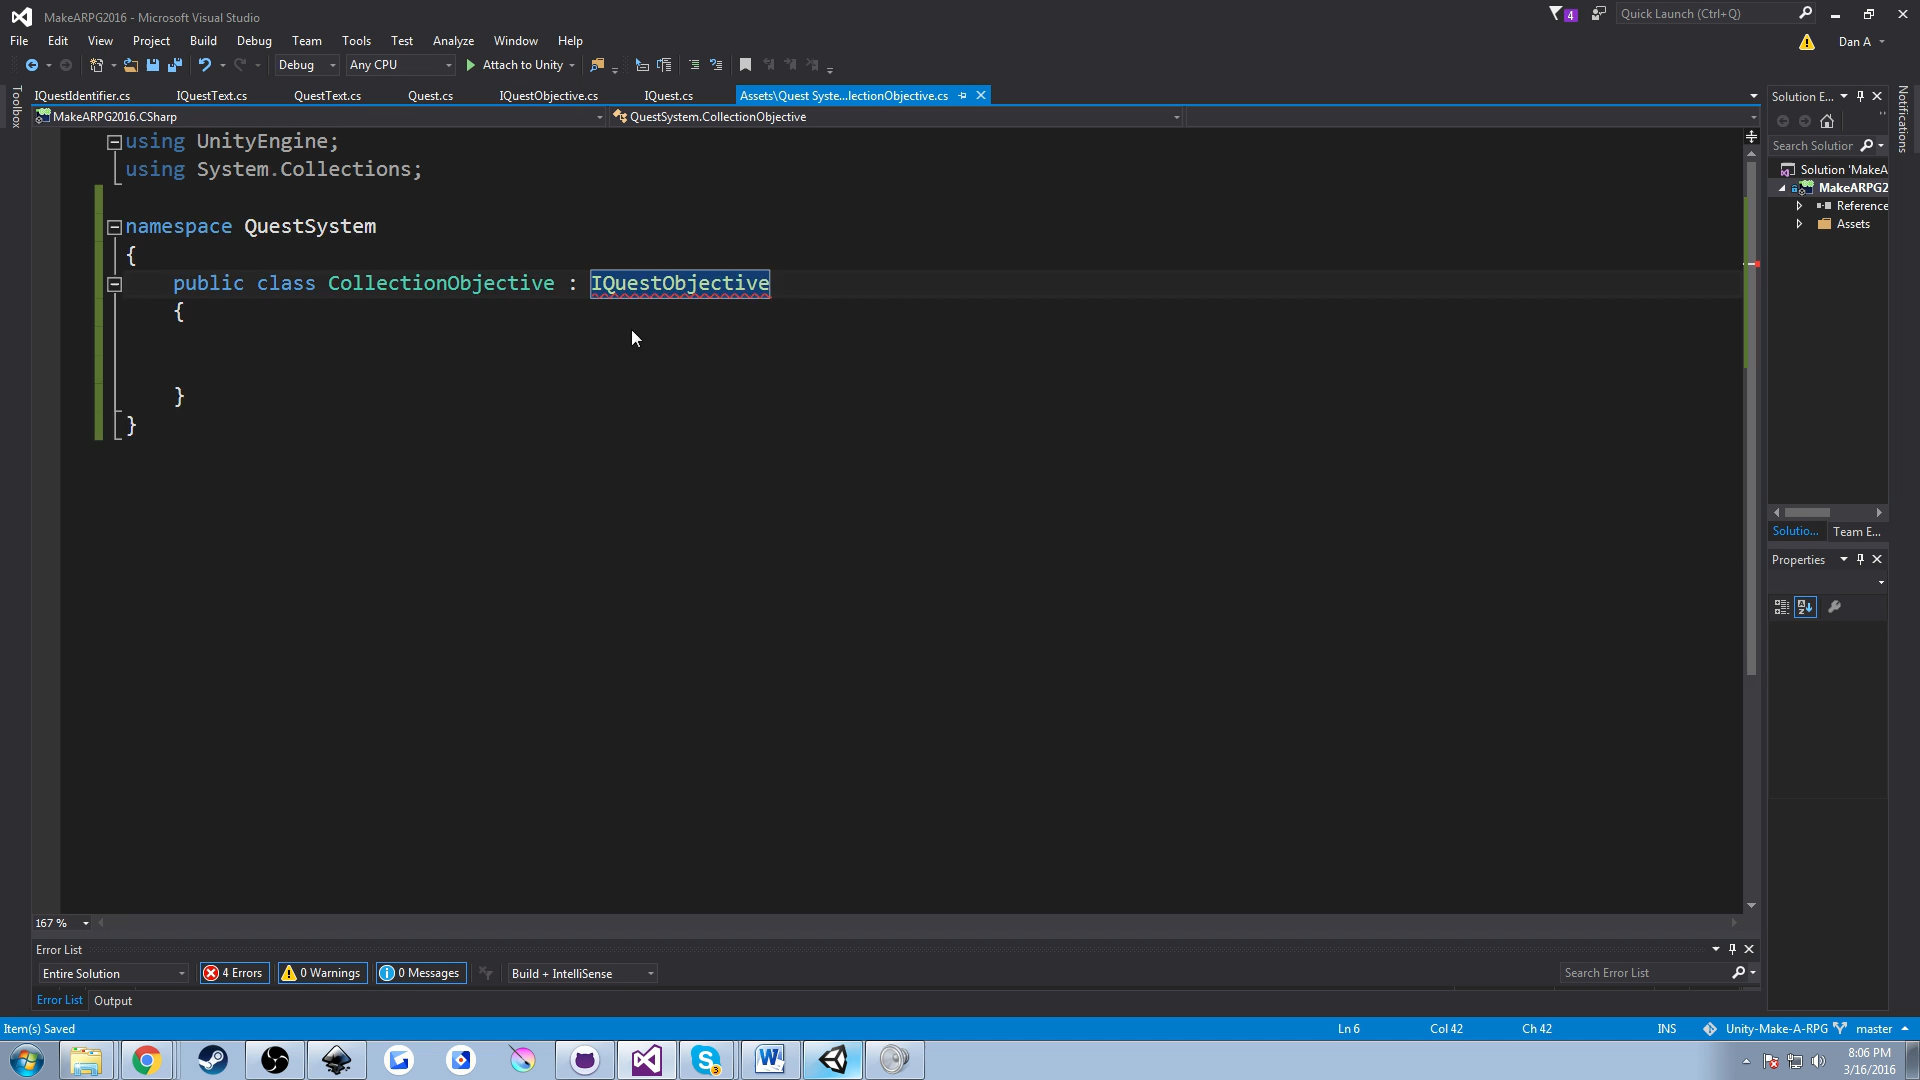 MakeARPG2016 - Microsoft Visual Studio
4
Quick Launch (Ctrl+Q)
File Edit View Project Build Debug Team Tools Test Analyze Window Help
Dan A
Debug Any CPU Attach to Unity
Toolbox
IQuestIdentifier.cs IQuestText.cs QuestText.cs Quest.cs IQuestObjective.cs IQuest.cs Assets\Quest Syste...lectionObjective.cs
MakeARPG2016.CSharp QuestSystem.CollectionObjective
using UnityEngine;
using System.Collections;
namespace QuestSystem
{
public class CollectionObjective : IQuestObjective
{
}
}
Solution E...
Search Solution
Solution 'MakeA
MakeARPG2
Reference
Assets
Solutio... Team E...
Properties
Notifications
167 %
Error List
Entire Solution 4 Errors 0 Warnings 0 Messages Build + IntelliSense Search Error List
Error List Output
Item(s) Saved Ln 6 Col 42 Ch 42 INS Unity-Make-A-RPG master
3
8:06 PM
3/16/2016